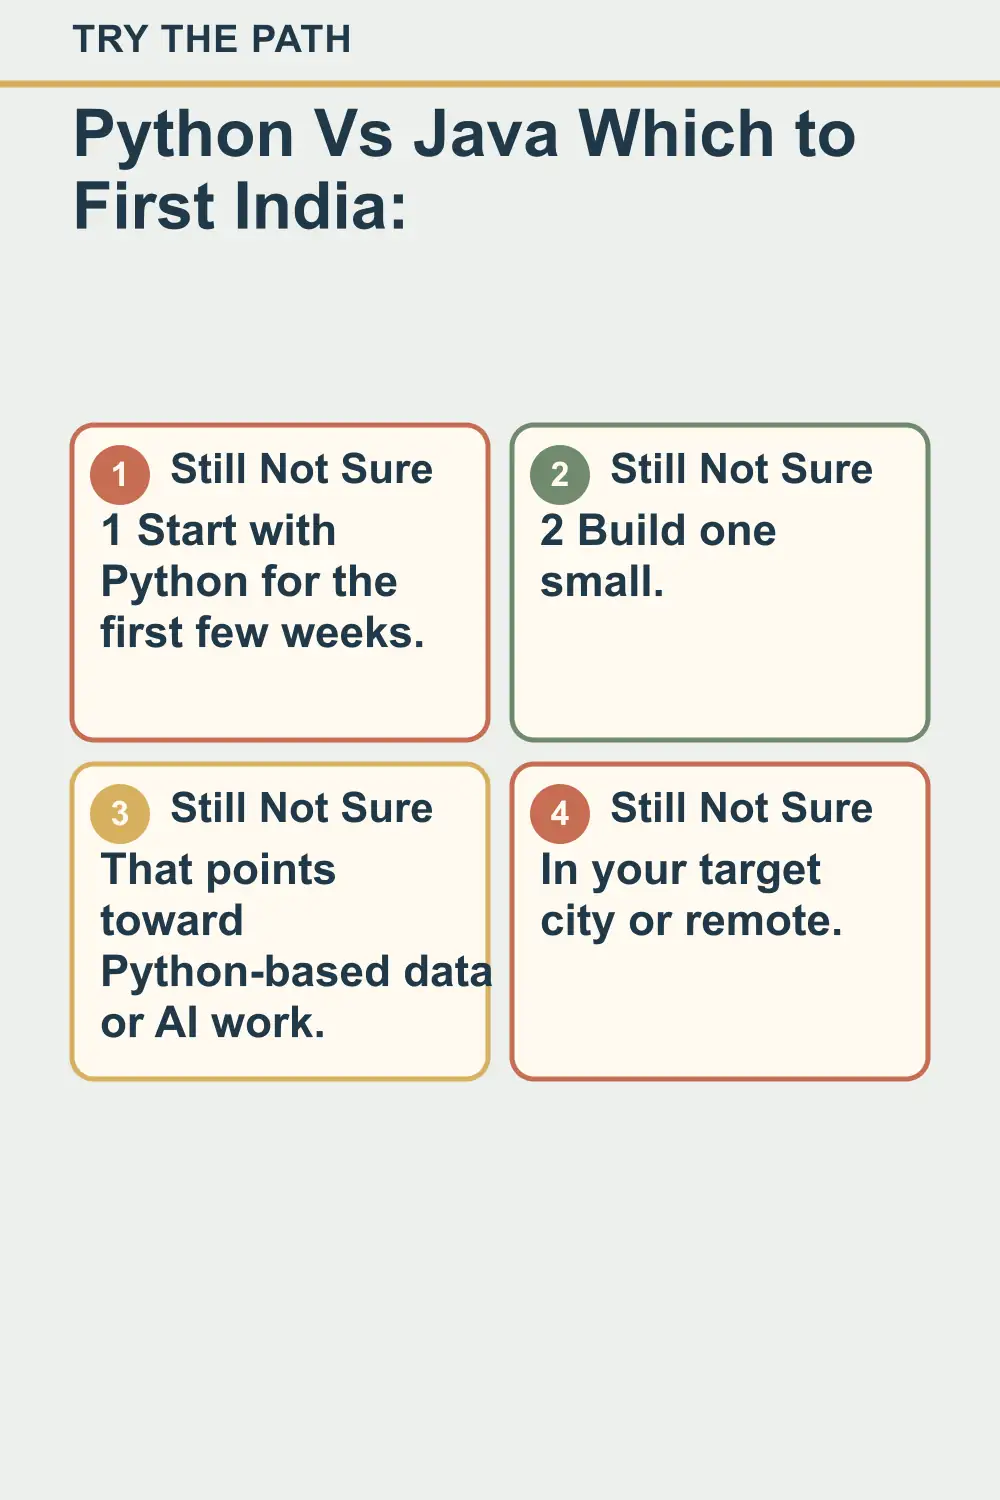 TRY THE PATH
Python Vs Java Which to
First India:
1 Still Not Sure
1 Start with
Python for the
first few weeks.
2 Still Not Sure
2 Build one
small.
3 Still Not Sure
That points
toward
Python-based data
or AI work.
4 Still Not Sure
In your target
city or remote.